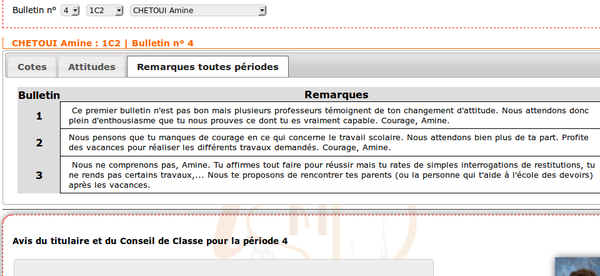 Bulletin n° 4 1C2 CHETOUI Amine
CHETOUI Amine : 1C2 | Bulletin n° 4
Cotes Attitudes Remarques toutes périodes
Bulletin Remarques
1 Ce premier bulletin n'est pas bon mais plusieurs professeurs témoignent de ton changement d'attitude. Nous attendons donc
plein d'enthousiasme que tu nous prouves ce dont tu es vraiment capable. Courage, Amine.
2 Nous pensons que tu manques de courage en ce qui concerne le travail scolaire. Nous attendons bien plus de ta part. Profite
des vacances pour réaliser les différents travaux demandés. Courage, Amine.
3 Nous ne comprenons pas, Amine. Tu affirmes tout faire pour réussir mais tu rates de simples interrogations de restitutions, tu
ne rends pas certains travaux,... Nous te proposons de rencontrer tes parents (ou la personne qui t'aide à l'école des devoirs)
après les vacances.
Avis du titulaire et du Conseil de Classe pour la période 4